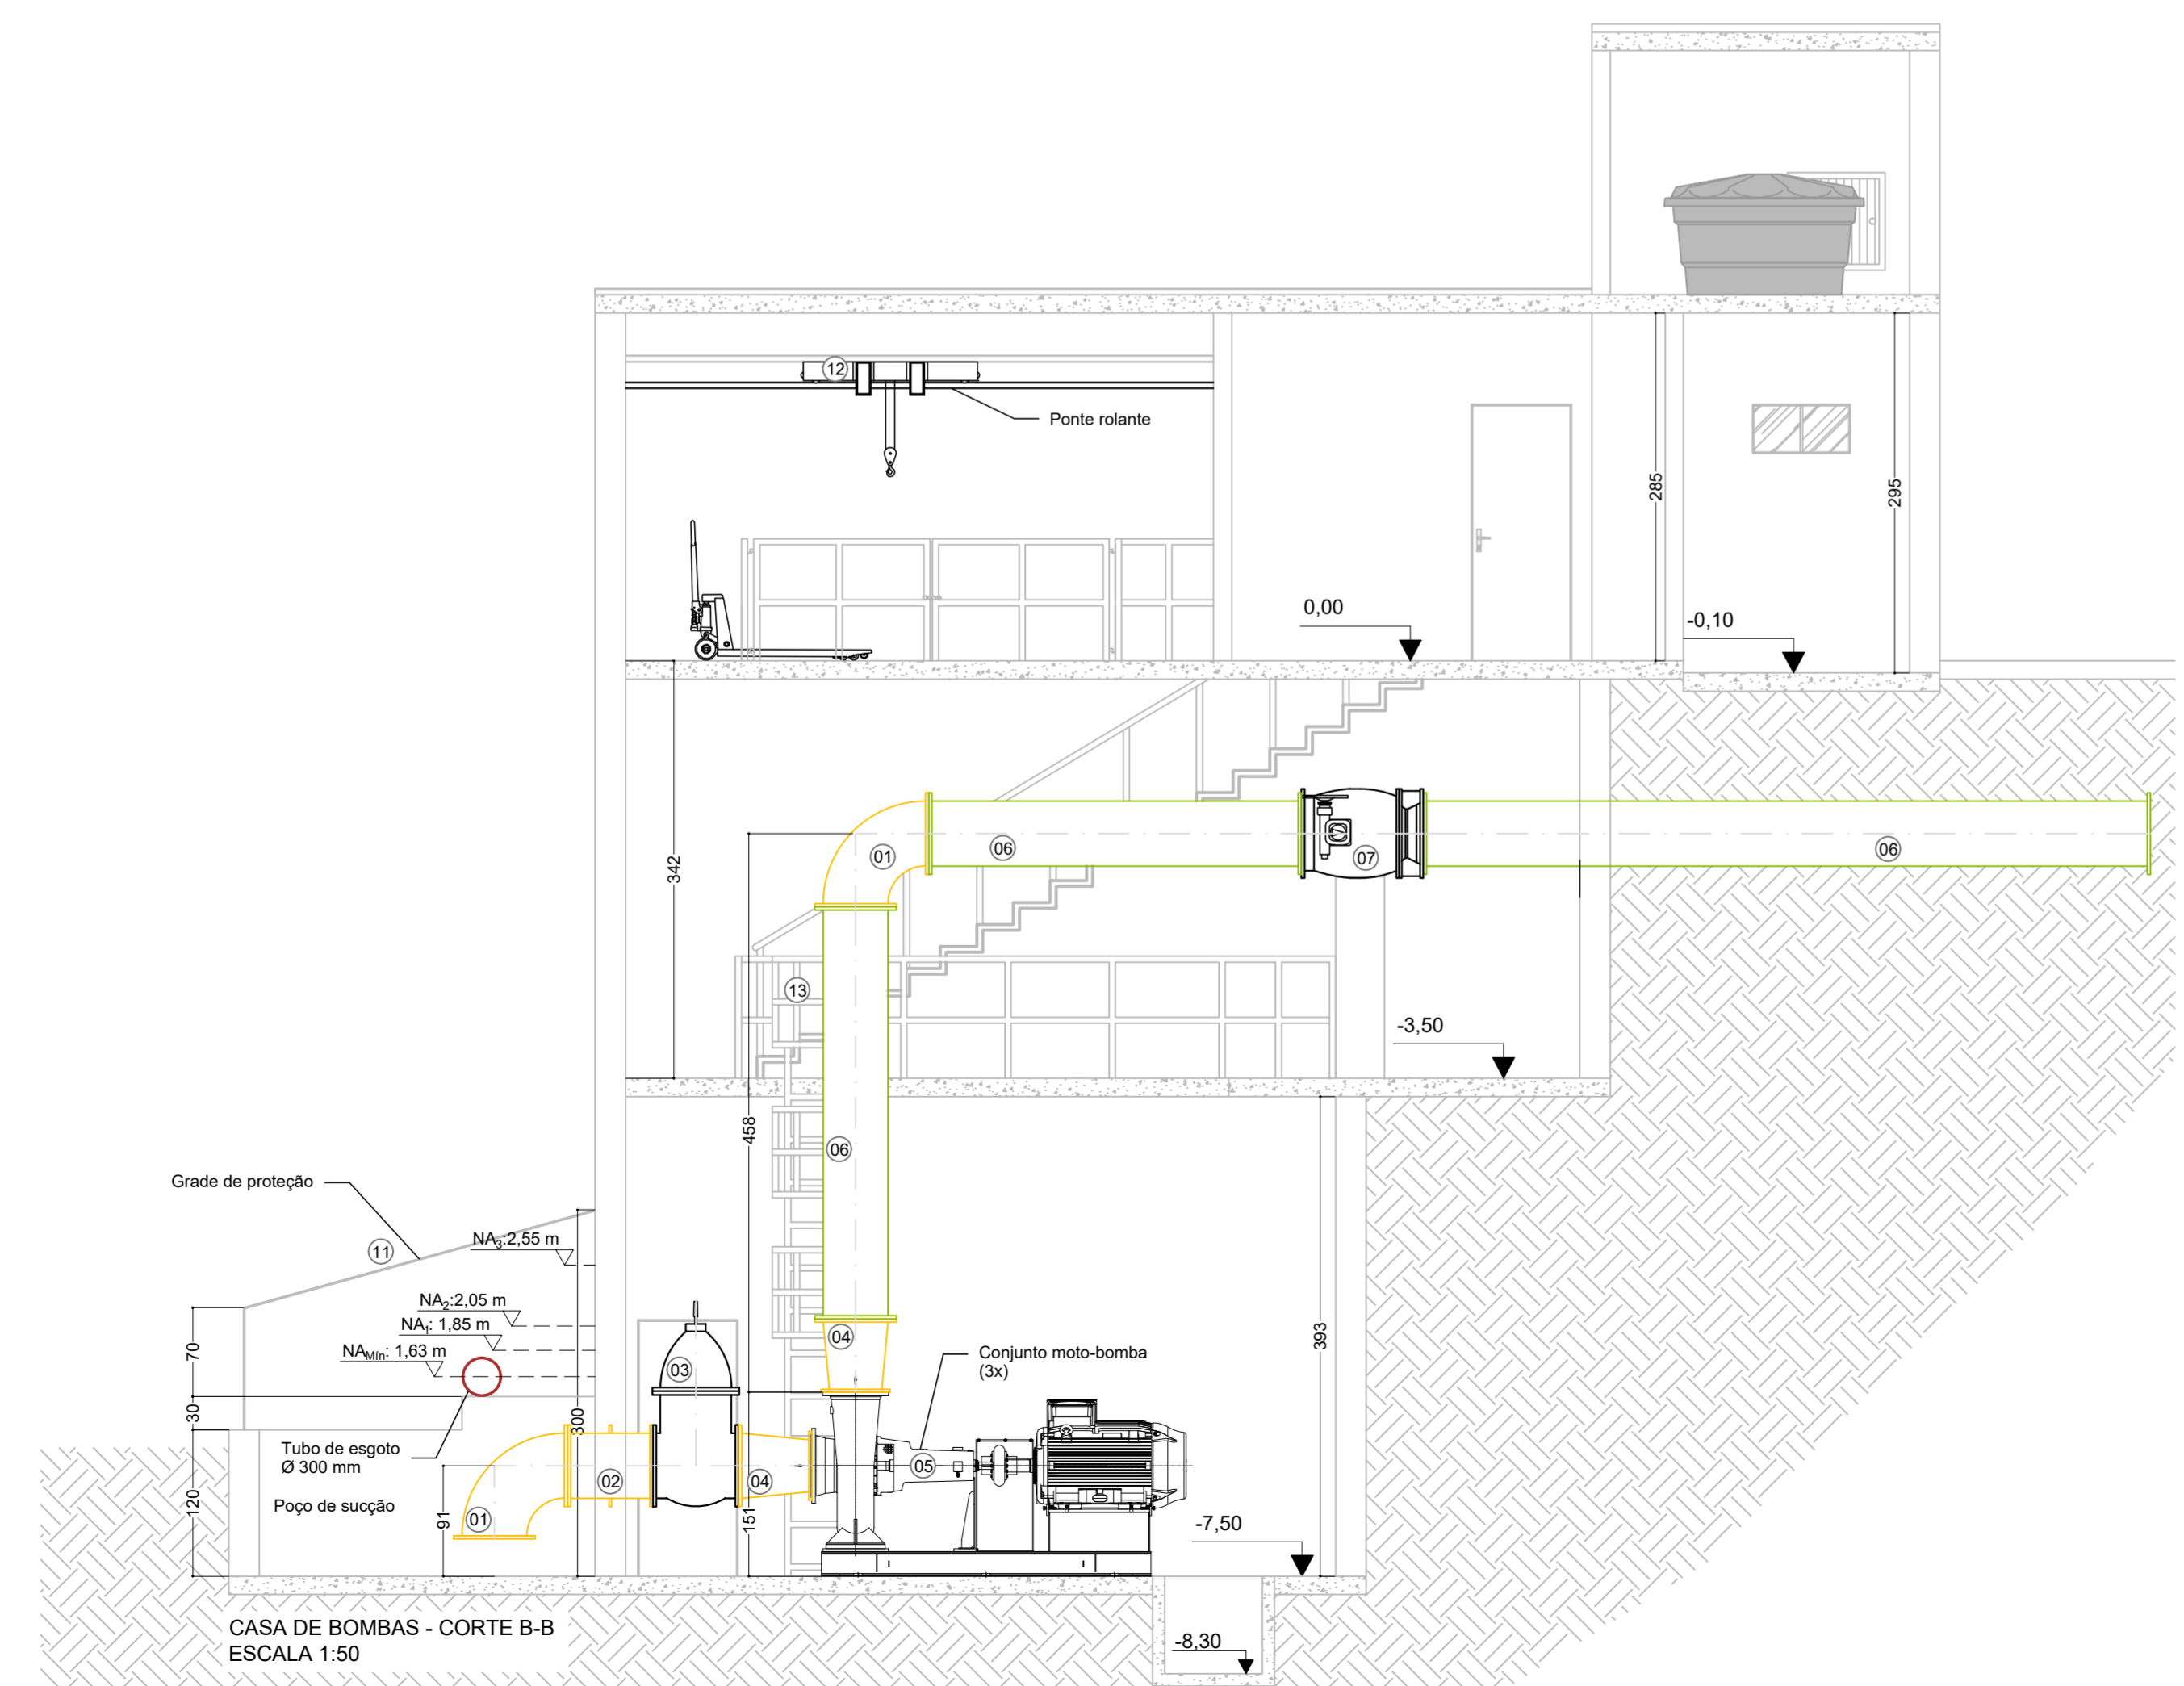 12
Ponte rolante
285
295
0,00
-0,10
342
01
06
07
06
13
-3,50
458
06
Grade de proteção
11
NA3:2,55 m
NA2:2,05 m
NA1: 1,85 m
NAMín: 1,63 m
70
30
120
03
04
393
Conjunto moto-bomba
(3x)
300
Tubo de esgoto
Ø 300 mm
Poço de sucção
91
01
02
04
151
05
-7,50
CASA DE BOMBAS - CORTE B-B
ESCALA 1:50
-8,30